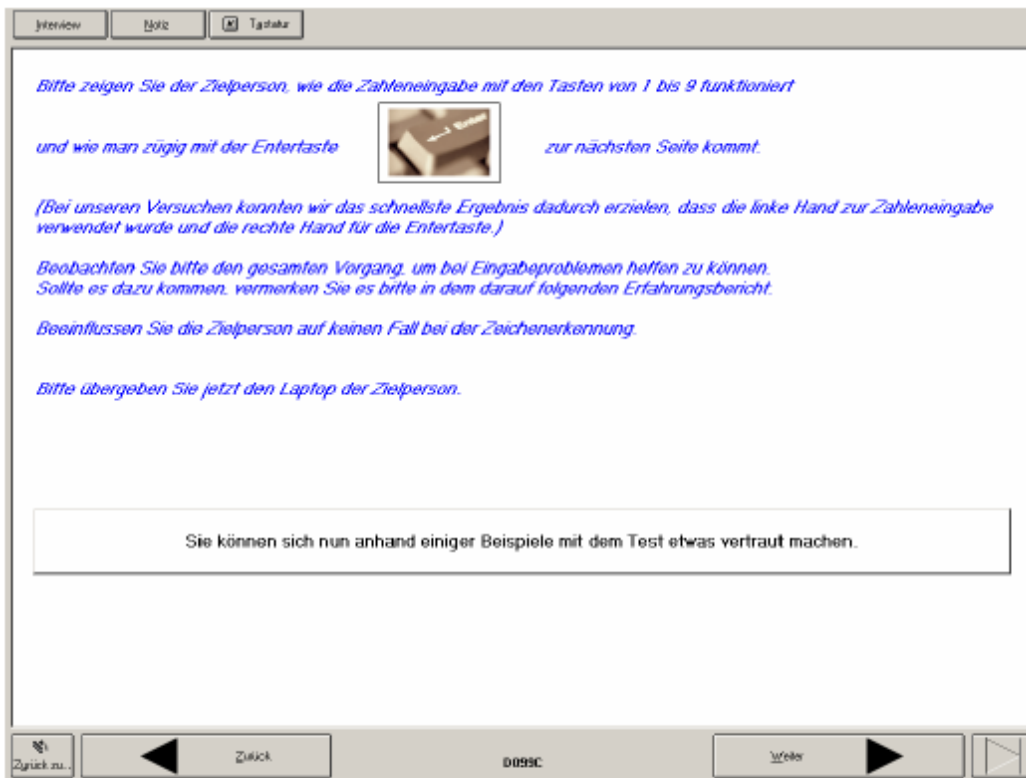 Interview Notiz Tastatur
Bitte zeigen Sie der Zielperson, wie die Zahleneingabe mit den Tasten von 1 bis 9 funktioniert
Enter
und wie man zügig mit der Entertaste zur nächsten Seite kommt.
(Bei unseren Versuchen konnten wir das schnellste Ergebnis dadurch erzielen, dass die linke Hand zur Zahleneingabe
verwendet wurde und die rechte Hand für die Entertaste.)
Beobachten Sie bitte den gesamten Vorgang, um bei Eingabeproblemen helfen zu können.
Sollte es dazu kommen, vermerken Sie es bitte in dem darauf folgenden Erfahrungsbericht.
Beeinflussen Sie die Zielperson auf keinen Fall bei der Zeichenerkennung.
Bitte übergeben Sie jetzt den Laptop der Zielperson.
Sie können sich nun anhand einiger Beispiele mit dem Test etwas vertraut machen.
Zurück zu.. Zurück D099C Weiter